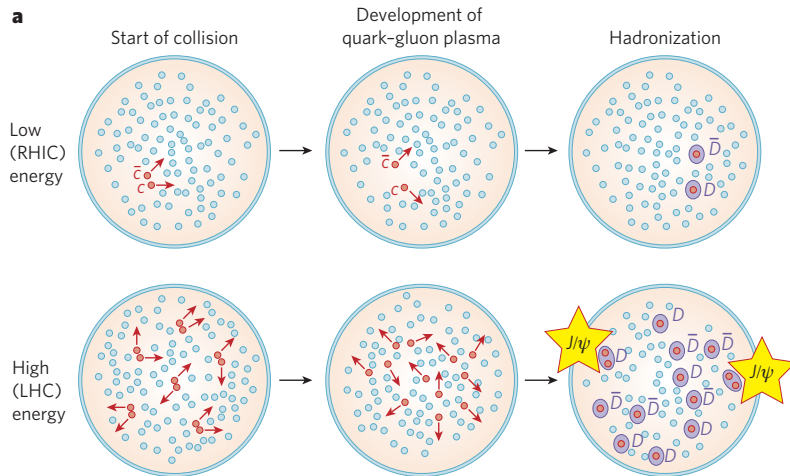 a
Start of collision
Development of
quark–gluon plasma
Hadronization
Low
(RHIC)
energy
c̄
c
c̄
c
D̄
D
High
(LHC)
energy
D
J/ψ
D
D̄
D̄
J/ψ
D
D̄
D̄
D̄
D
D
D